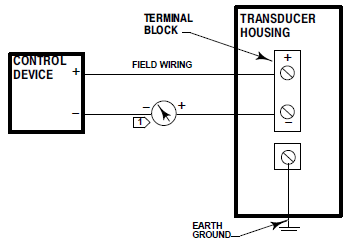 TERMINAL
BLOCK
TRANSDUCER
HOUSING
CONTROL
DEVICE
+
FIELD WIRING
+
−
− +
1
−
EARTH
GROUND